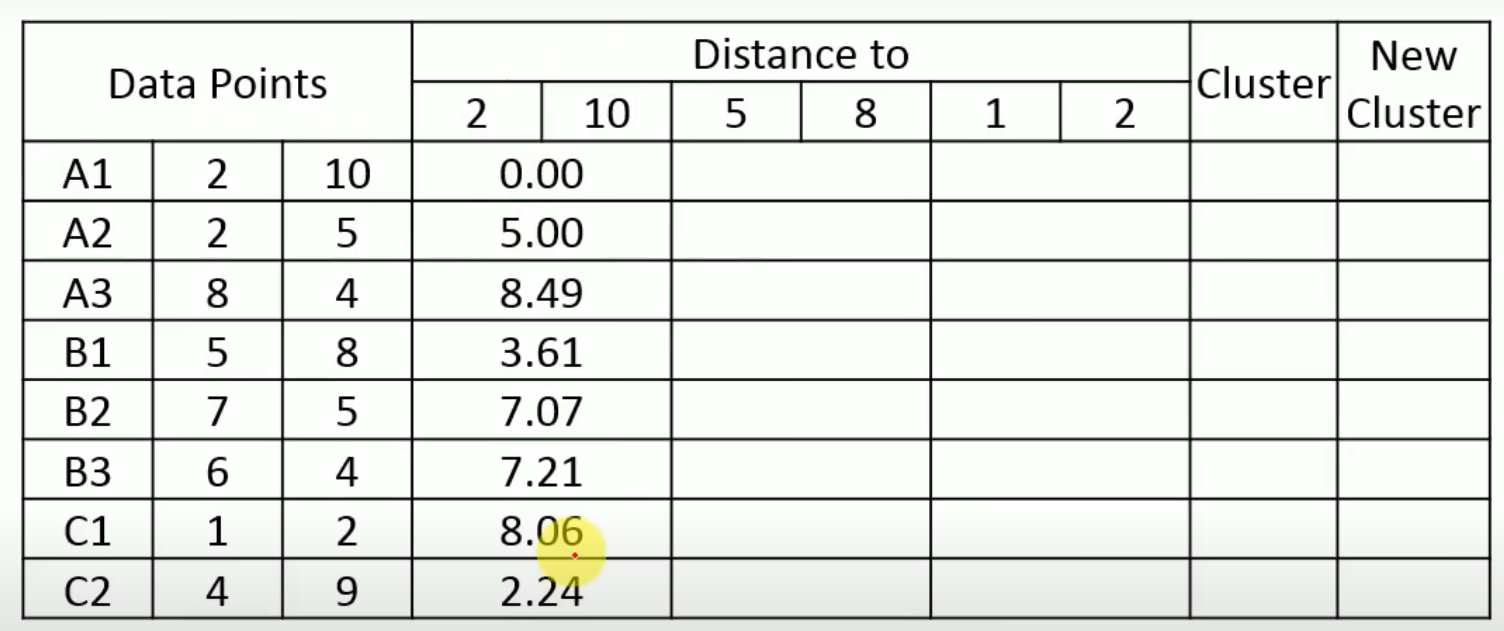 Data Points Distance to Cluster New Cluster
2 10 5 8 1 2
A1 2 10 0.00
A2 2 5 5.00
A3 8 4 8.49
B1 5 8 3.61
B2 7 5 7.07
B3 6 4 7.21
C1 1 2 8.06
C2 4 9 2.24